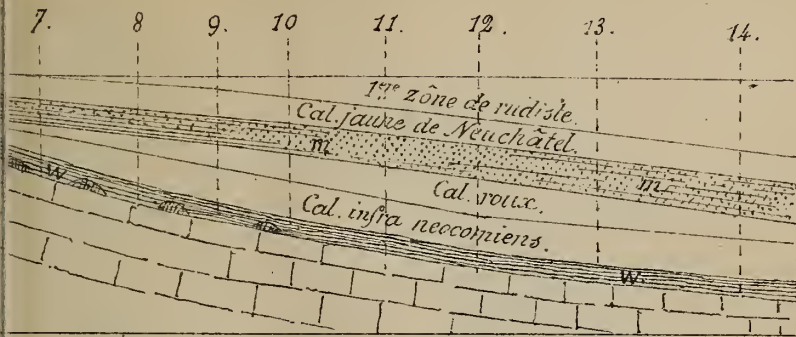 7. 8 9. 10 11. 12. 13. 14.
1ere zône de rudiste.
Cal. jaune de Neuchâtel.
m. m.
Cal. roux.
Cal. infra neocomiens.
W. W.